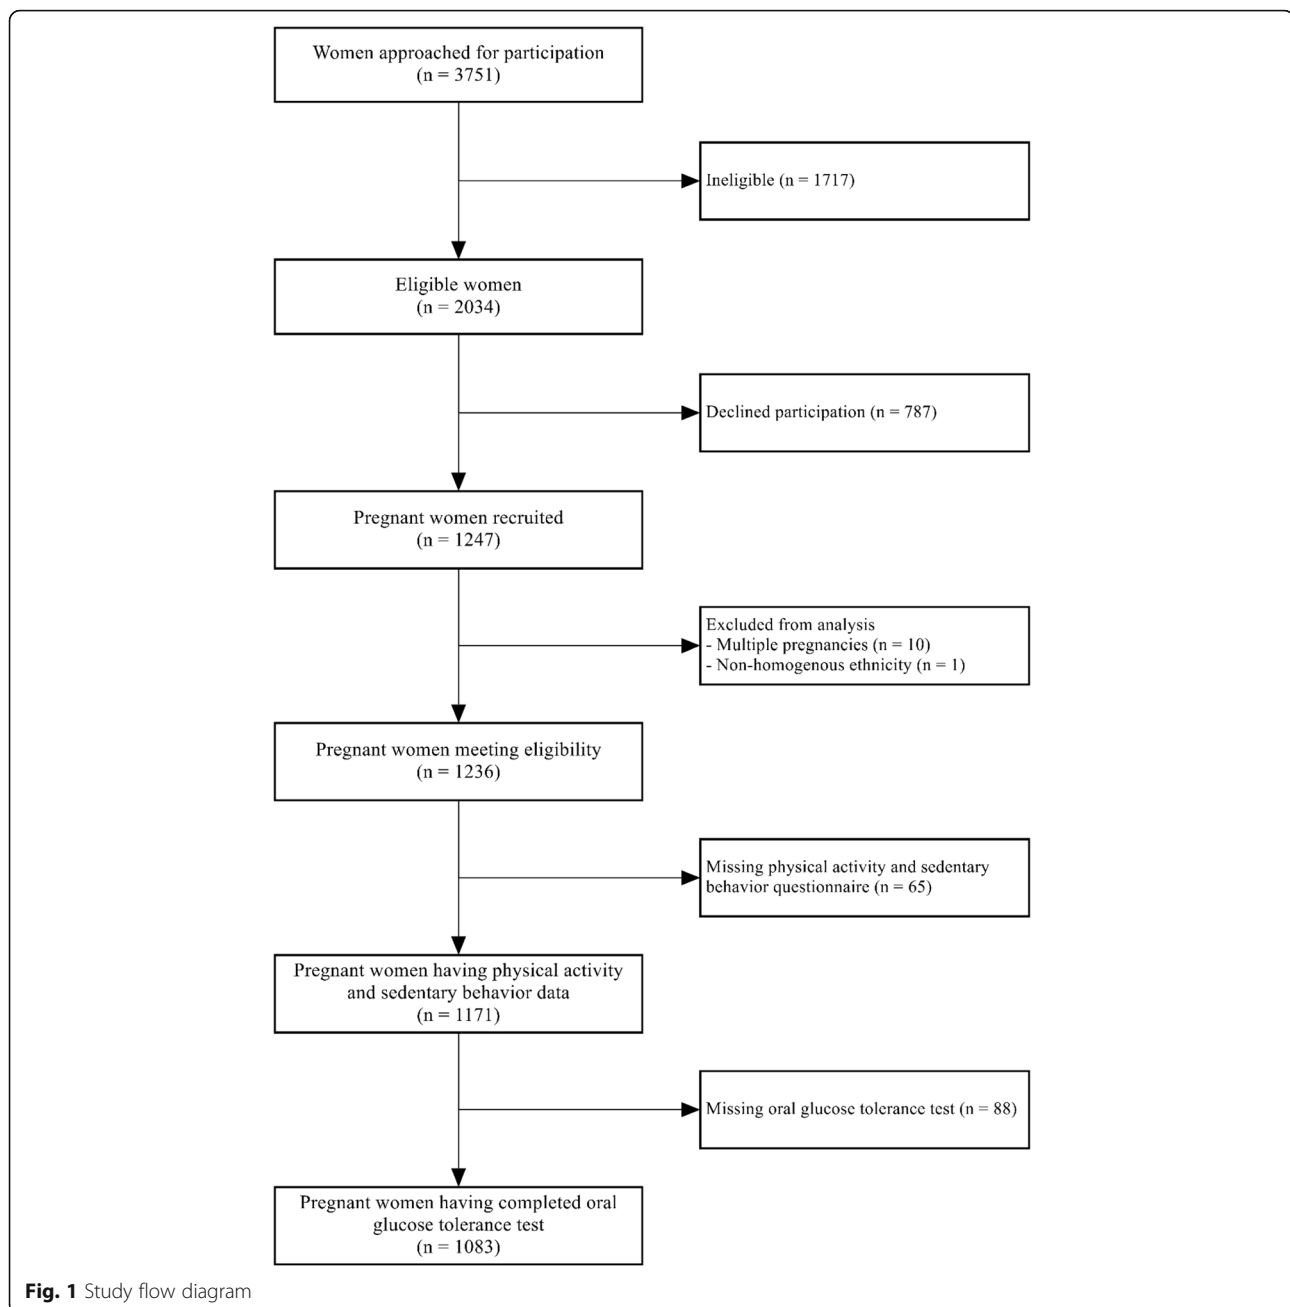 Women approached for participation
(n = 3751)
Ineligible (n = 1717)
Eligible women
(n = 2034)
Declined participation (n = 787)
Pregnant women recruited
(n = 1247)
Excluded from analysis
- Multiple pregnancies (n = 10)
- Non-homogenous ethnicity (n = 1)
Pregnant women meeting eligibility
(n = 1236)
Missing physical activity and sedentary
behavior questionnaire (n = 65)
Pregnant women having physical activity
and sedentary behavior data
(n = 1171)
Missing oral glucose tolerance test (n = 88)
Pregnant women having completed oral
glucose tolerance test
(n = 1083)
Fig. 1 Study flow diagram